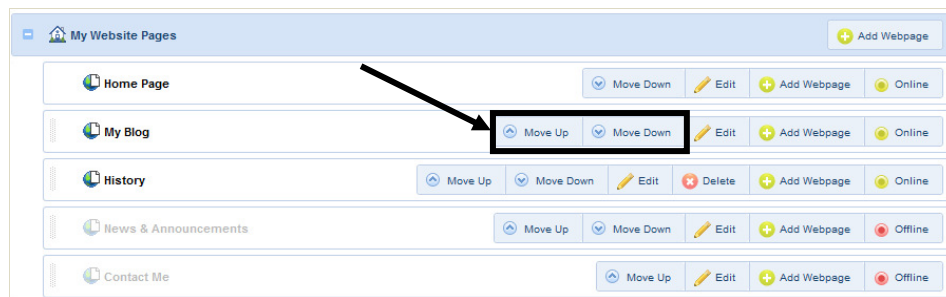 My Website Pages Add Webpage
Home Page Move Down Edit Add Webpage Online
My Blog Move Up Move Down Edit Add Webpage Online
History Move Up Move Down Edit Delete Add Webpage Online
News & Announcements Move Up Move Down Edit Add Webpage Offline
Contact Me Move Up Edit Add Webpage Offline